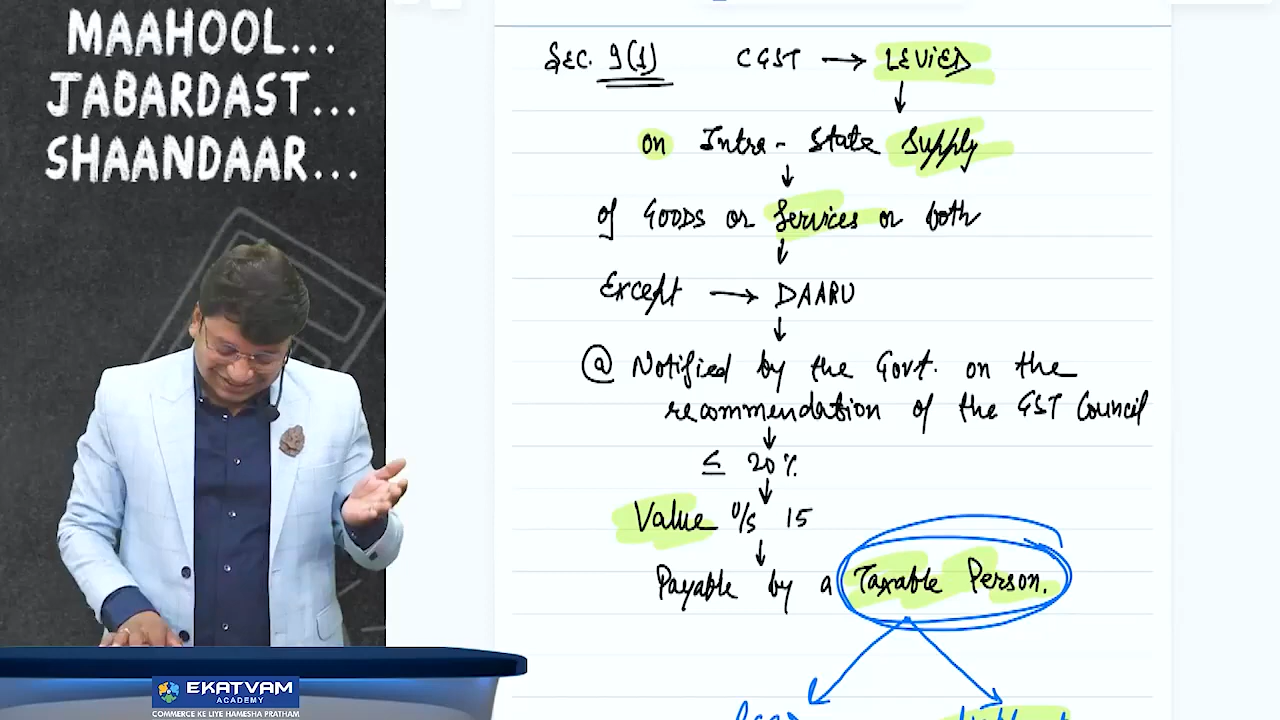 MAAHOOL...
JABARDAST...
SHAANDAAR...
SEC. 9(1) CGST → LEVIED
↓
on Intra-State Supply
↓
of GOODS or Services or both
↓
Except → DAARU
↓
@ Notified by the Govt. on the
recommendation of the GST Council
↓
≤ 20%
↓
Value u/s 15
↓
Payable by a Taxable Person.
EKATVAM
ACADEMY
COMMERCE KE LIYE HAMESHA PRATHAM